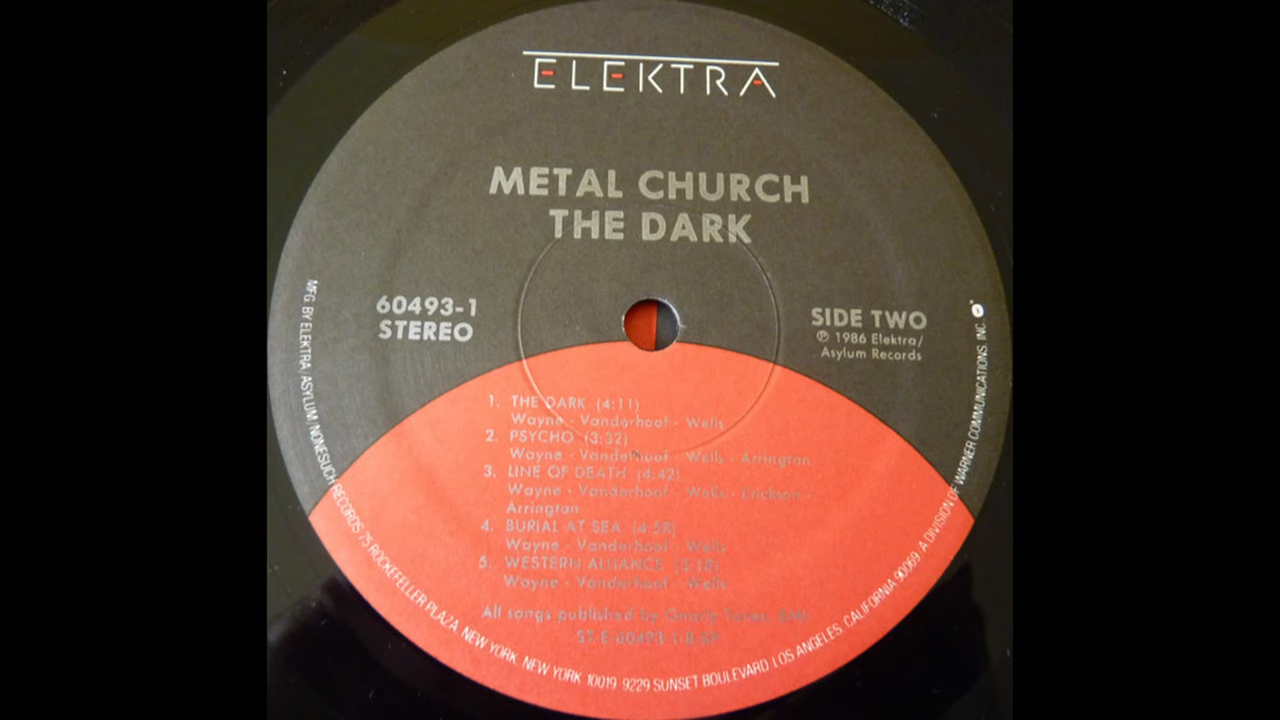 ELEKTRA
METAL CHURCH
THE DARK
60493-1
STEREO
SIDE TWO
℗ 1986 Elektra/
Asylum Records
1. THE DARK (4:11)
Wayne - Vanderhoof - Wells
2. PSYCHO (3:32)
Wayne - Vanderhoof - Wells - Arrington
3. LINE OF DEATH (4:42)
Wayne - Vanderhoof - Wells - Erickson -
Arrington
4. BURIAL AT SEA (4:58)
Wayne - Vanderhoof - Wells
5. WESTERN ALLIANCE
Wayne - Vanderhoof - Wells
All songs published by Tunes, BMI
MFG. BY ELEKTRA/ASYLUM/NONESUCH RECORDS 75 ROCKEFELLER PLAZA, NEW YORK, NEW YORK 10019 9229 SUNSET BOULEVARD LOS ANGELES, CALIFORNIA 90069. A DIVISION OF WARNER COMMUNICATIONS, INC.